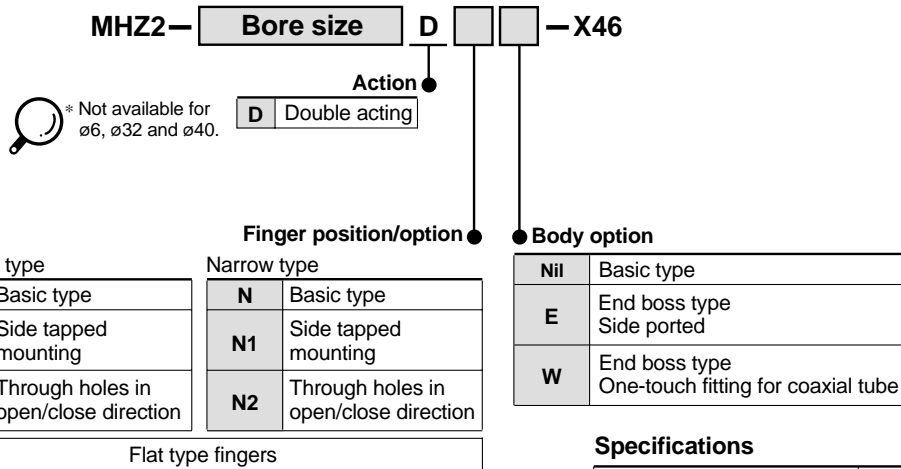 MHZ2— Bore size D —X46
Action
* Not available for
ø6, ø32 and ø40.
D Double acting
Finger position/option
Body option
type
Narrow type
Basic type
Side tapped
mounting
Through holes in
open/close direction
N Basic type
N1 Side tapped
mounting
N2 Through holes in
open/close direction
Nil Basic type
E End boss type
Side ported
W End boss type
One-touch fitting for coaxial tube
Flat type fingers
Specifications